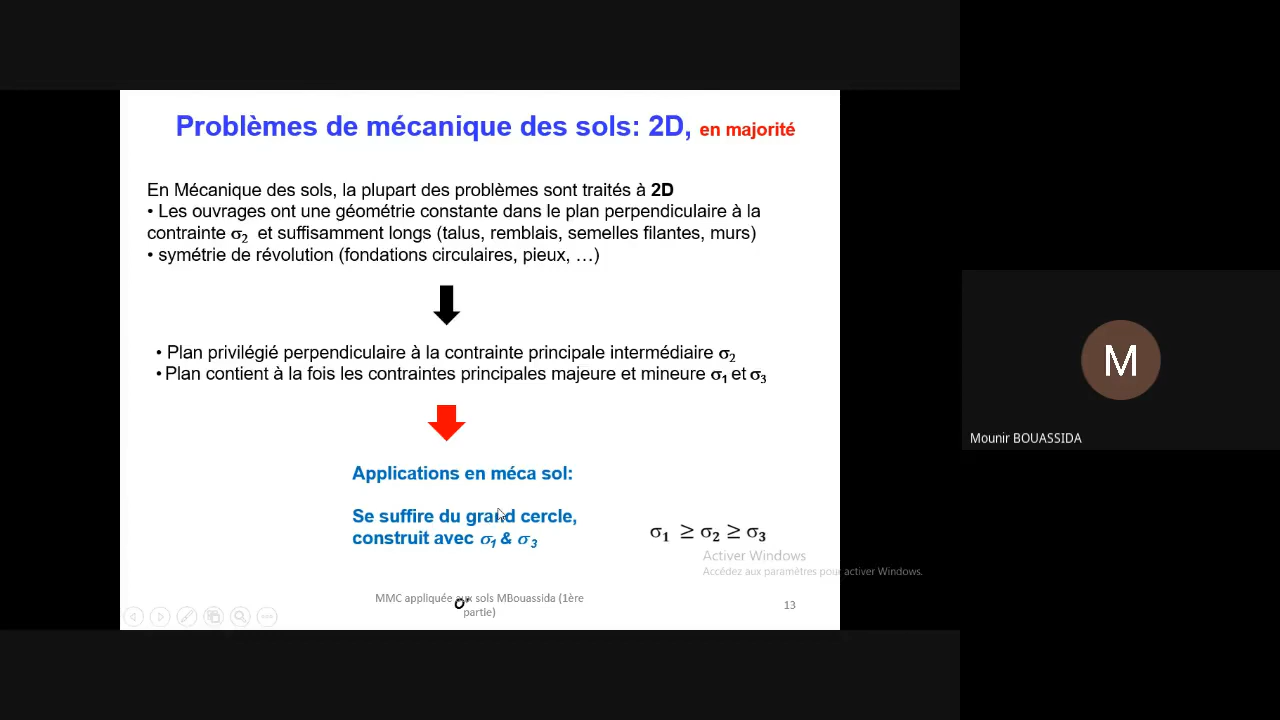 Problèmes de mécanique des sols: 2D, en majorité
En Mécanique des sols, la plupart des problèmes sont traités à 2D
• Les ouvrages ont une géométrie constante dans le plan perpendiculaire à la
contrainte σ₂ et suffisamment longs (talus, remblais, semelles filantes, murs)
• symétrie de révolution (fondations circulaires, pieux, …)
• Plan privilégié perpendiculaire à la contrainte principale intermédiaire σ₂
• Plan contient à la fois les contraintes principales majeure et mineure σ₁ et σ₃
Applications en méca sol:
Se suffire du grand cercle,
construit avec σ₁ & σ₃
σ₁ ≥ σ₂ ≥ σ₃
Activer Windows
Accédez aux paramètres pour activer Windows.
MMC appliquée aux sols MBouassida (1ère
partie)
13
M
Mounir BOUASSIDA